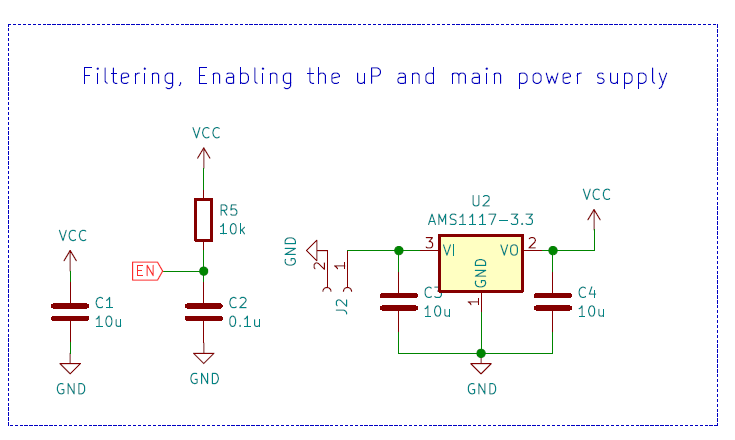 Filtering, Enabling the uP and main power supply
VCC
R5
10k
EN
C2
0.1u
GND
VCC
C1
10u
GND
GND
2
1
J2
U2
AMS1117-3.3
3
VI
VO
2
GND
1
VCC
C3
10u
C4
10u
GND